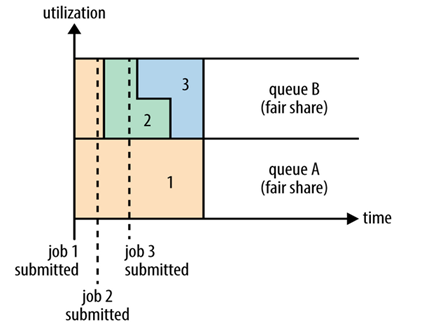 utilization
3
queue B
(fair share)
2
1
queue A
(fair share)
time
job 1
submitted
job 3
submitted
job 2
submitted